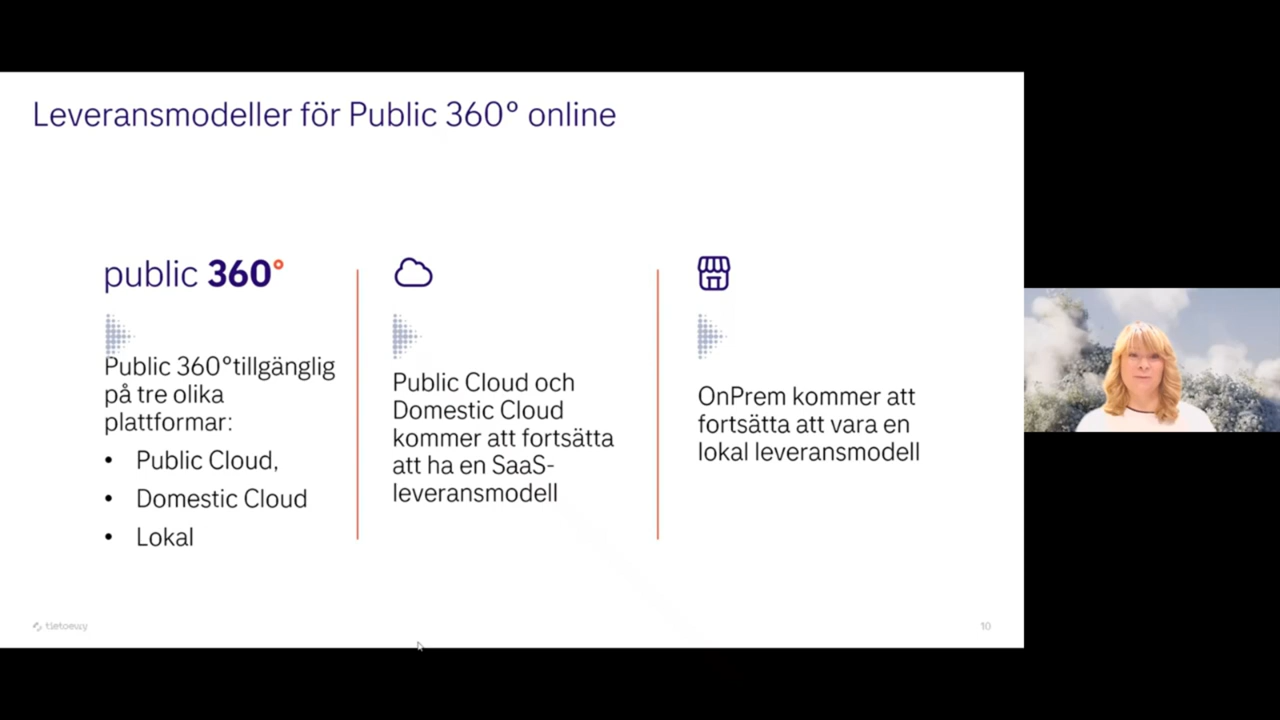 Leveransmodeller för Public 360° online
public 360°
Public 360°tillgänglig
på tre olika
plattformar:
• Public Cloud,
• Domestic Cloud
• Lokal
Public Cloud och
Domestic Cloud
kommer att fortsätta
att ha en SaaS-
leveransmodell
OnPrem kommer att
fortsätta att vara en
lokal leveransmodell
tietoevry
10